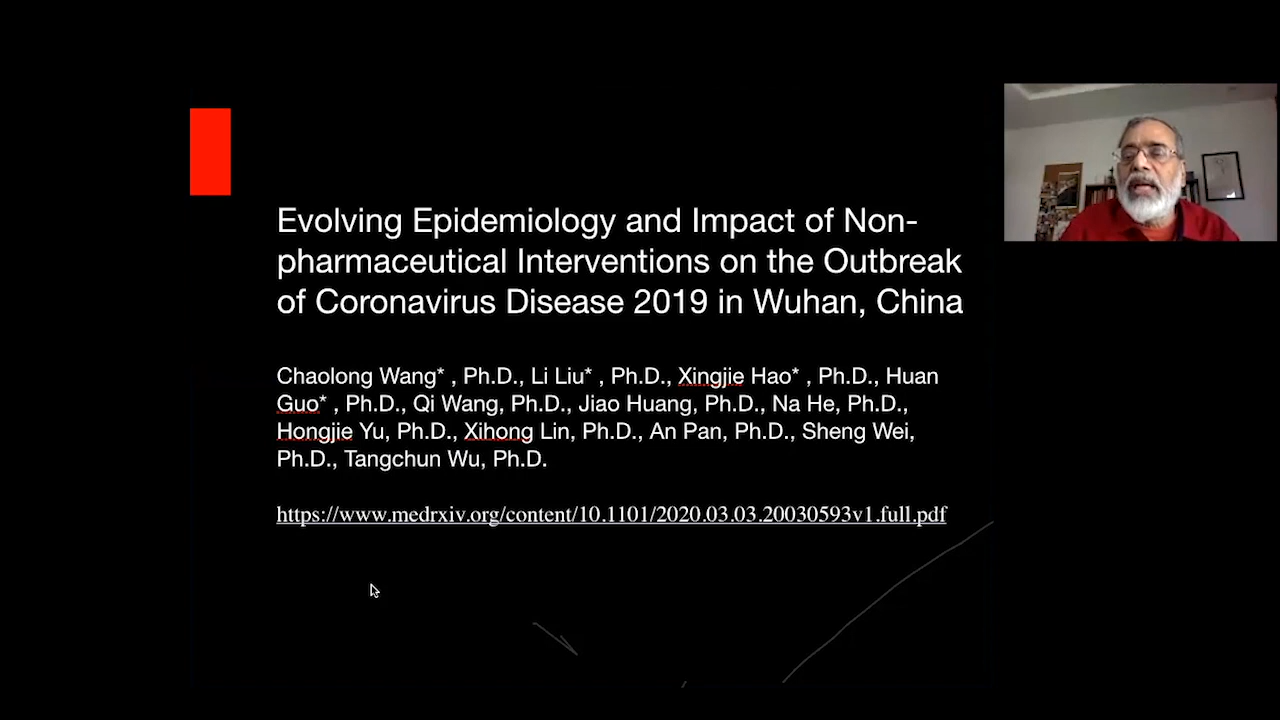 Evolving Epidemiology and Impact of Non-
pharmaceutical Interventions on the Outbreak
of Coronavirus Disease 2019 in Wuhan, China
Chaolong Wang* , Ph.D., Li Liu* , Ph.D., Xingjie Hao* , Ph.D., Huan
Guo* , Ph.D., Qi Wang, Ph.D., Jiao Huang, Ph.D., Na He, Ph.D.,
Hongjie Yu, Ph.D., Xihong Lin, Ph.D., An Pan, Ph.D., Sheng Wei,
Ph.D., Tangchun Wu, Ph.D.
https://www.medrxiv.org/content/10.1101/2020.03.03.20030593v1.full.pdf